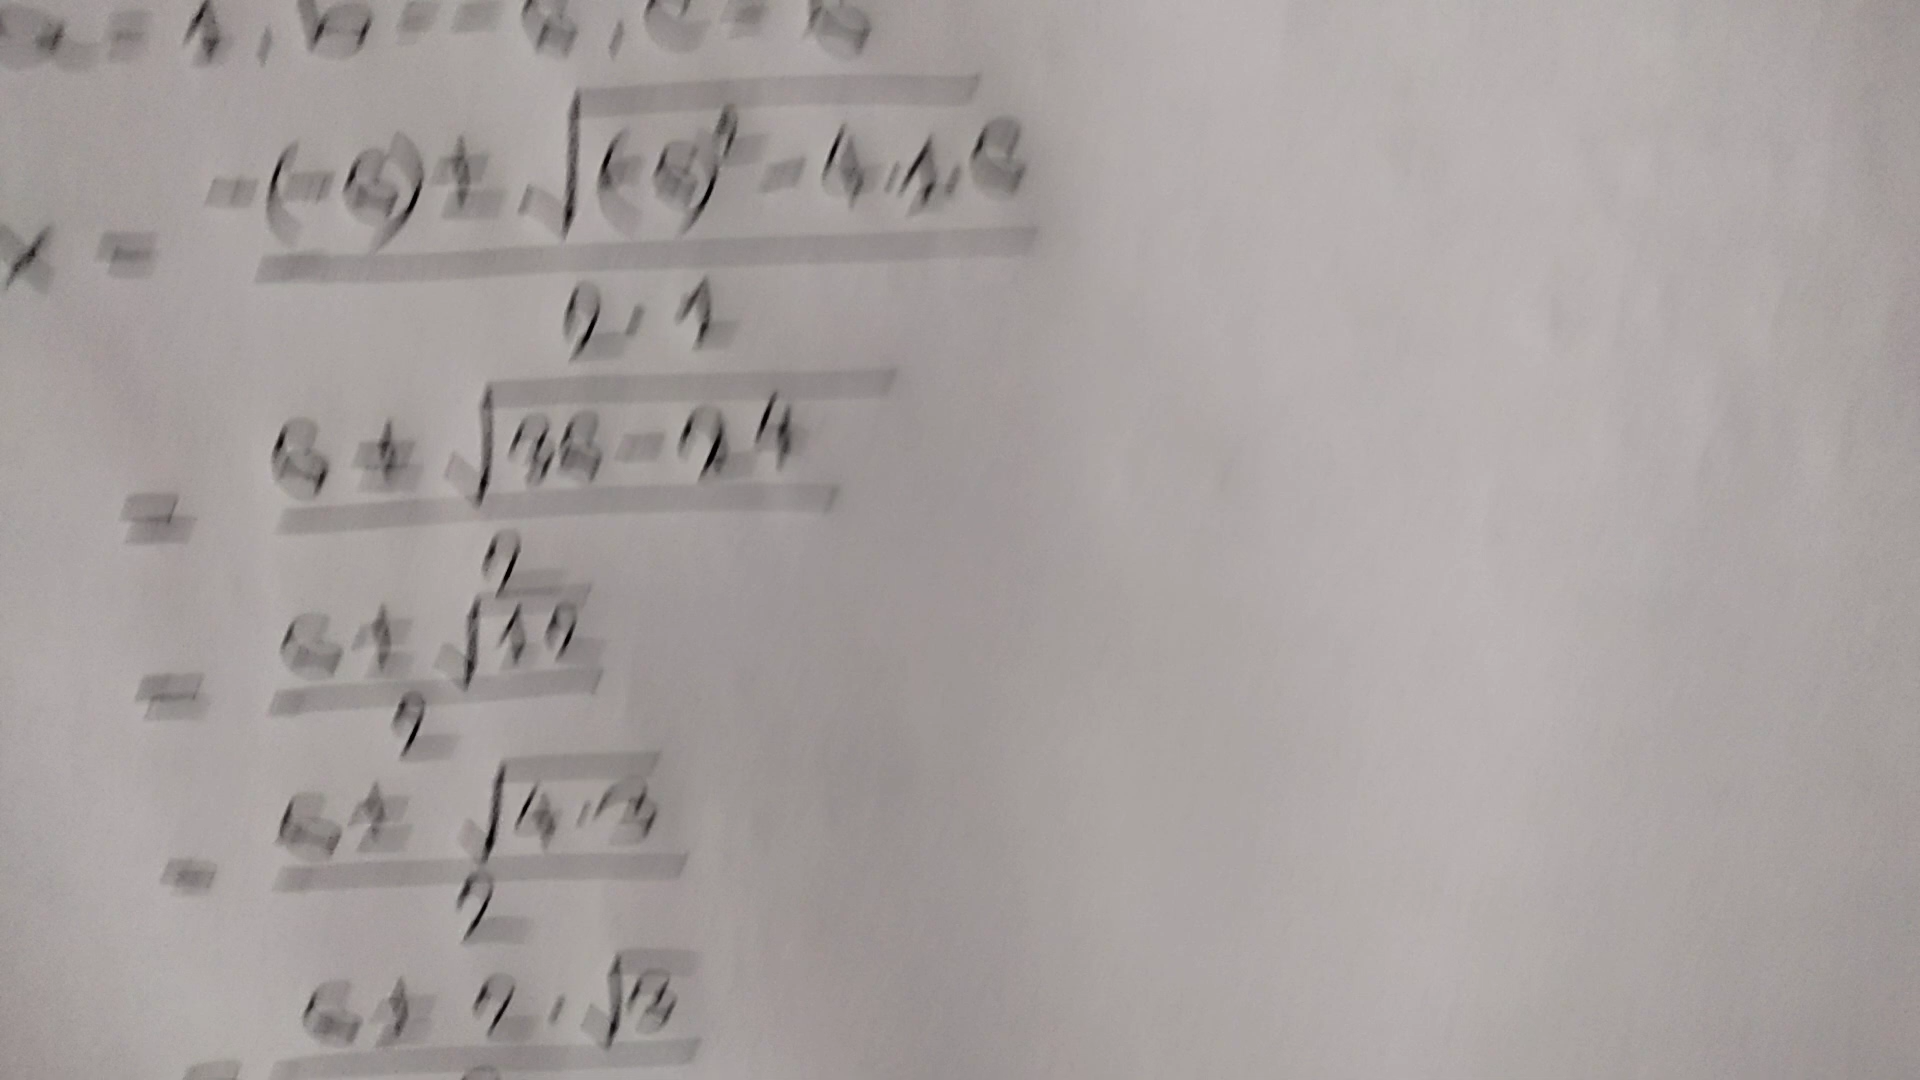 a = 1, b = -6, c = 6
x = (-(-6) ± √((-6)² - 4.1.6)) / (2.1)
= (6 ± √(36 - 24)) / 2
= (6 ± √12) / 2
= (6 ± √(4.3)) / 2
= (6 ± 2.√3) / 2